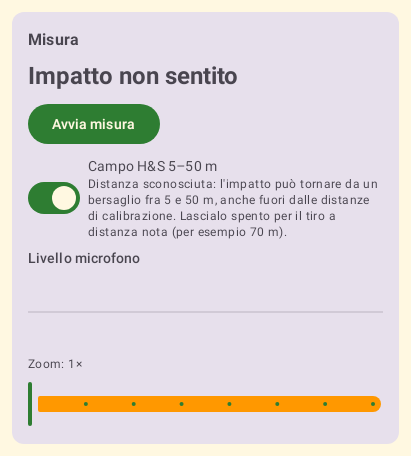 Misura
Impatto non sentito
Avvia misura
Campo H&S 5–50 m
Distanza sconosciuta: l'impatto può tornare da un
bersaglio fra 5 e 50 m, anche fuori dalle distanze
di calibrazione. Lascialo spento per il tiro a
distanza nota (per esempio 70 m).
Livello microfono
Zoom: 1×